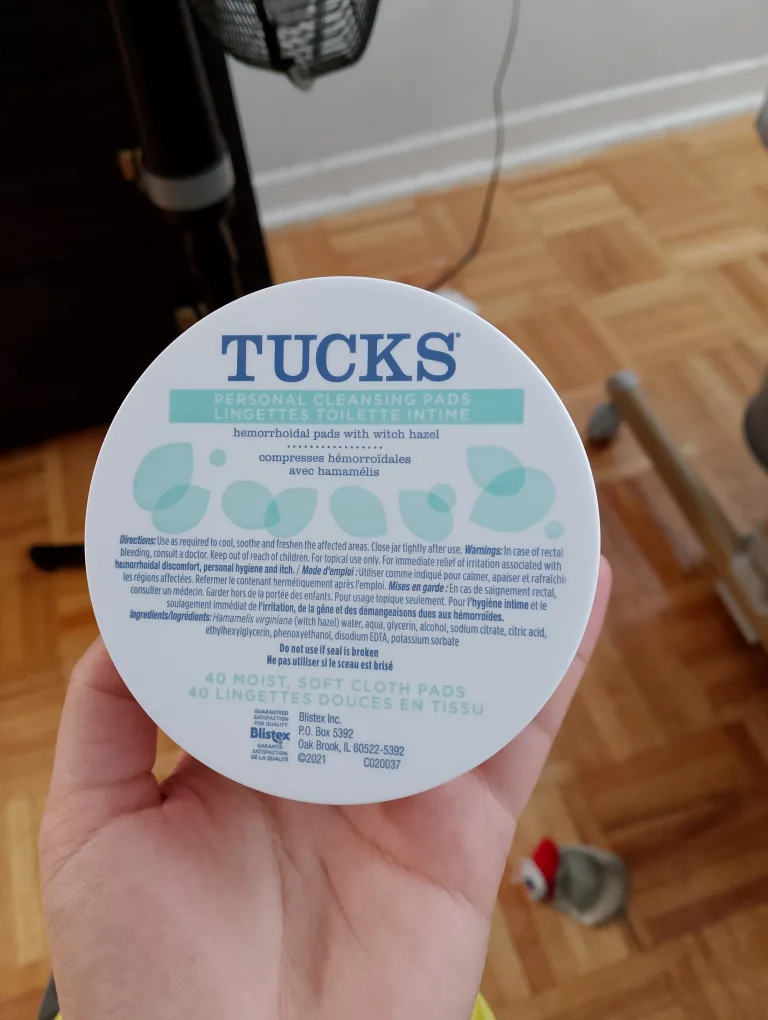 TUCKS®
PERSONAL CLEANSING PADS
LINGETTES TOILETTE INTIME
hemorrhoidal pads with witch hazel
compresses hémorroïdales
avec hamamélis
Directions: Use as required to cool, soothe and freshen the affected areas. Close jar tightly after use. Warnings: In case of rectal
bleeding, consult a doctor. Keep out of reach of children. For topical use only. For immediate relief of irritation associated with
hemorrhoidal discomfort, personal hygiene and itch. / Mode d'emploi : Utiliser comme indiqué pour calmer, apaiser et rafraîchir
les régions affectées. Refermer le contenant hermétiquement après l'emploi. Mises en garde : En cas de saignement rectal,
consulter un médecin. Garder hors de la portée des enfants. Pour usage topique seulement. Pour l'hygiène intime et le
soulagement immédiat de l'irritation, de la gêne et des démangeaisons dues aux hémorroïdes.
Ingredients/Ingrédients: Hamamelis virginiana (witch hazel) water, aqua, glycerin, alcohol, sodium citrate, citric acid,
ethylhexylglycerin, phenoxyethanol, disodium EDTA, potassium sorbate
Do not use if seal is broken
Ne pas utiliser si le sceau est brisé
40 MOIST, SOFT CLOTH PADS
40 LINGETTES DOUCES EN TISSU
GUARANTEED
SATISFACTION
FOR QUALITY
Blistex
GARANTIE
SATISFACTION
DE LA QUALITÉ
Blistex Inc.
P.O. Box 5392
Oak Brook, IL 60522-5392
©2021 C020037